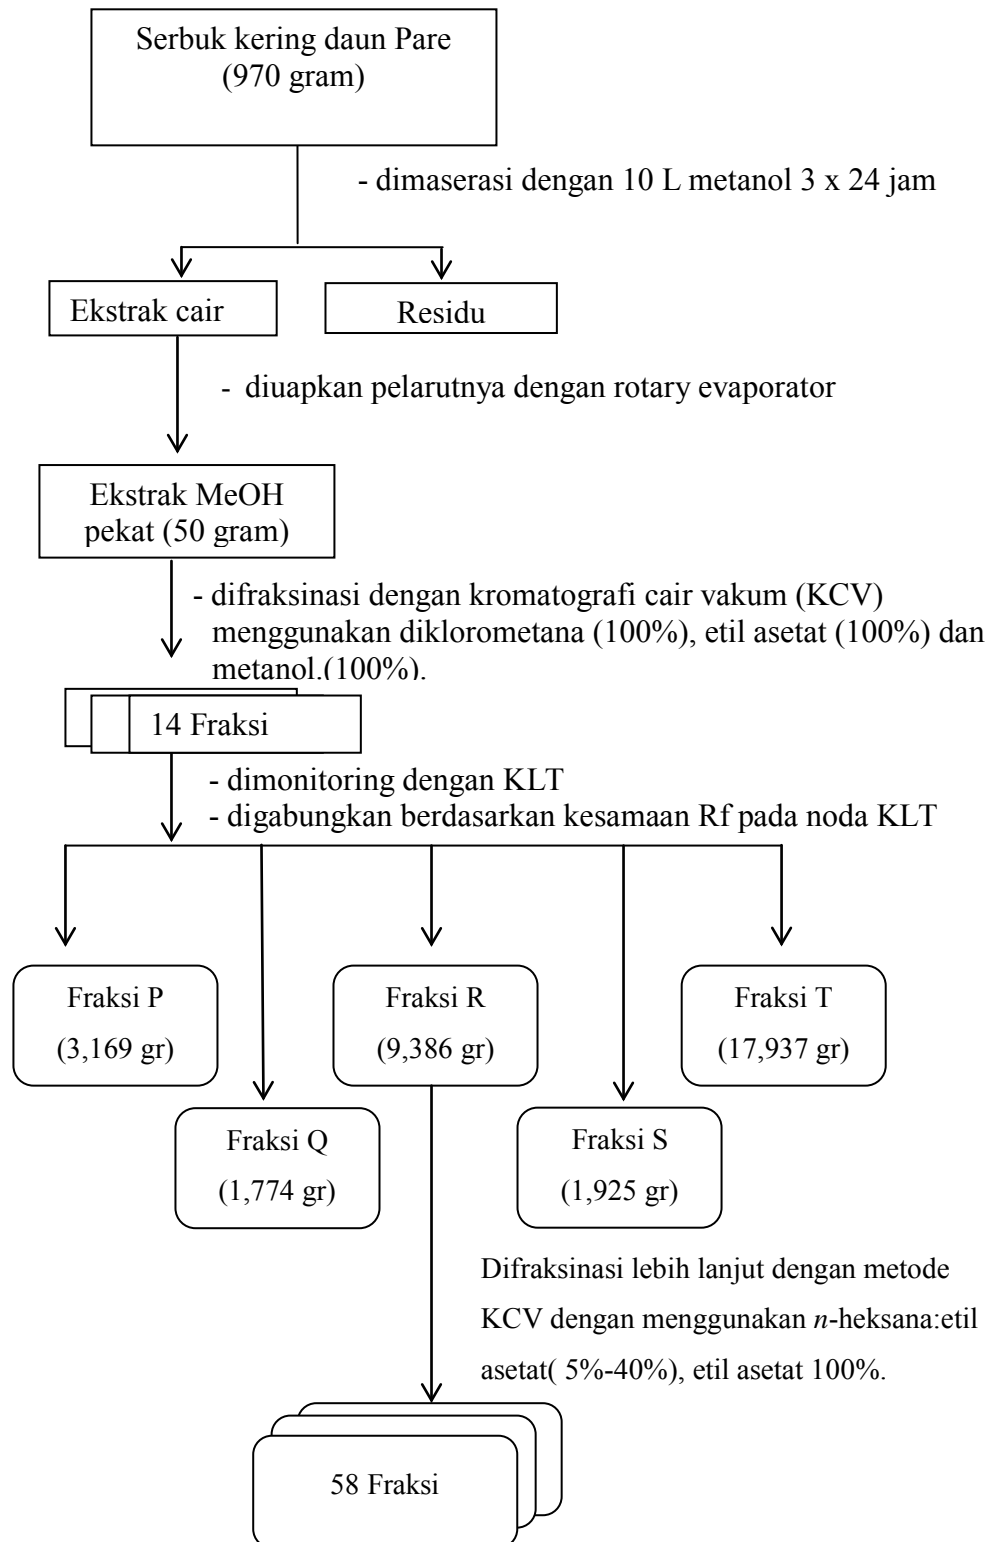 Serbuk kering daun Pare
(970 gram)
- dimaserasi dengan 10 L metanol 3 x 24 jam
Ekstrak cair
Residu
- diuapkan pelarutnya dengan rotary evaporator
Ekstrak MeOH
pekat (50 gram)
- difraksinasi dengan kromatografi cair vakum (KCV)
menggunakan diklorometana (100%), etil asetat (100%) dan
metanol.(100%).
14 Fraksi
- dimonitoring dengan KLT
- digabungkan berdasarkan kesamaan Rf pada noda KLT
Fraksi P
(3,169 gr)
Fraksi R
(9,386 gr)
Fraksi T
(17,937 gr)
Fraksi Q
(1,774 gr)
Fraksi S
(1,925 gr)
Difraksinasi lebih lanjut dengan metode
KCV dengan menggunakan n-heksana:etil
asetat( 5%-40%), etil asetat 100%.
58 Fraksi